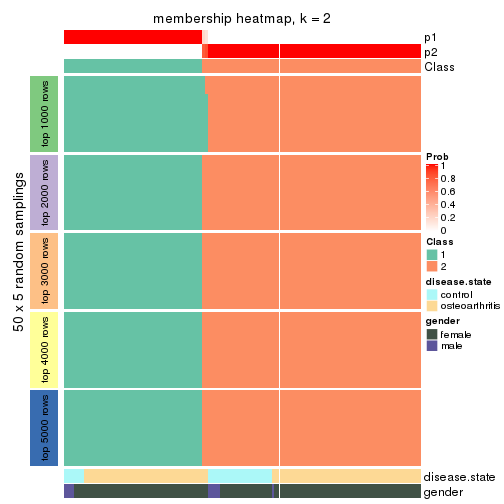 membership heatmap, k = 2
p1
p2
Class
50 x 5 random samplings
top 1000 rows
top 2000 rows
top 3000 rows
top 4000 rows
top 5000 rows
Prob
1
0.8
0.6
0.4
0.2
0
Class
1
2
disease.state
control
osteoarthritis
gender
female
male
disease.state
gender